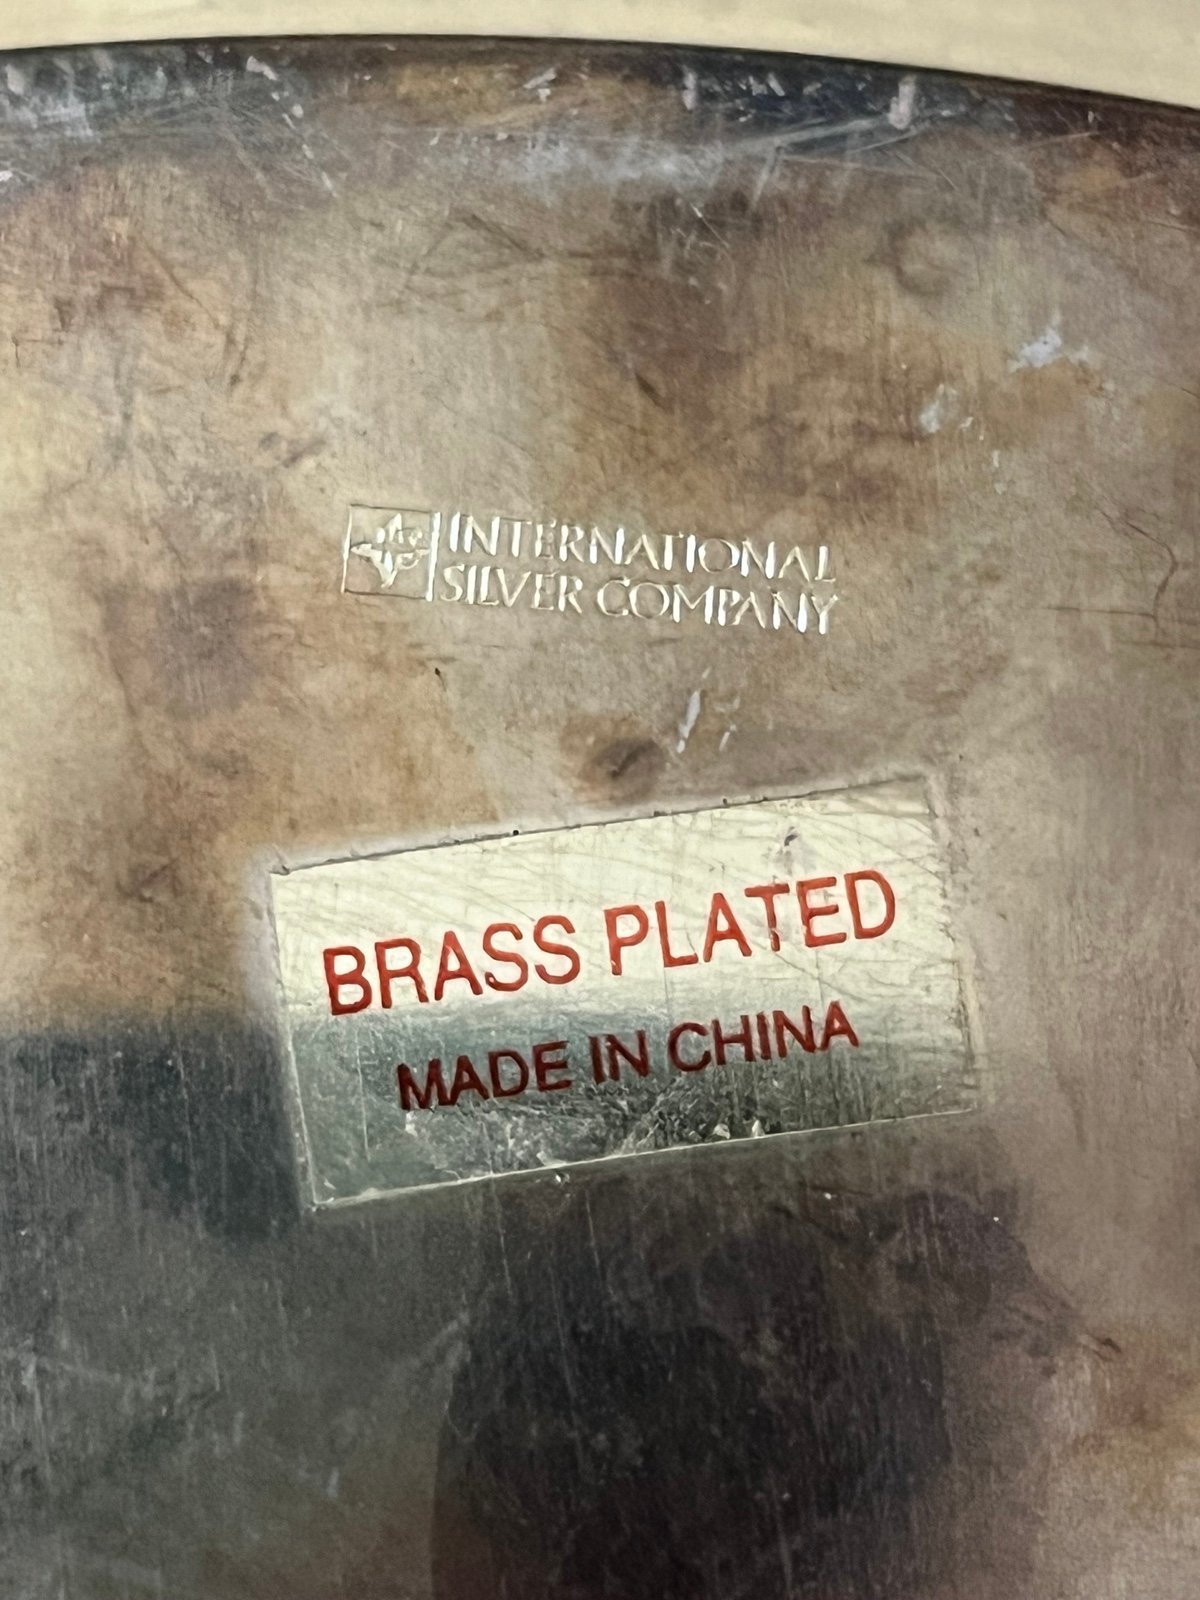 INTERNATIONAL
SILVER COMPANY
BRASS PLATED
MADE IN CHINA